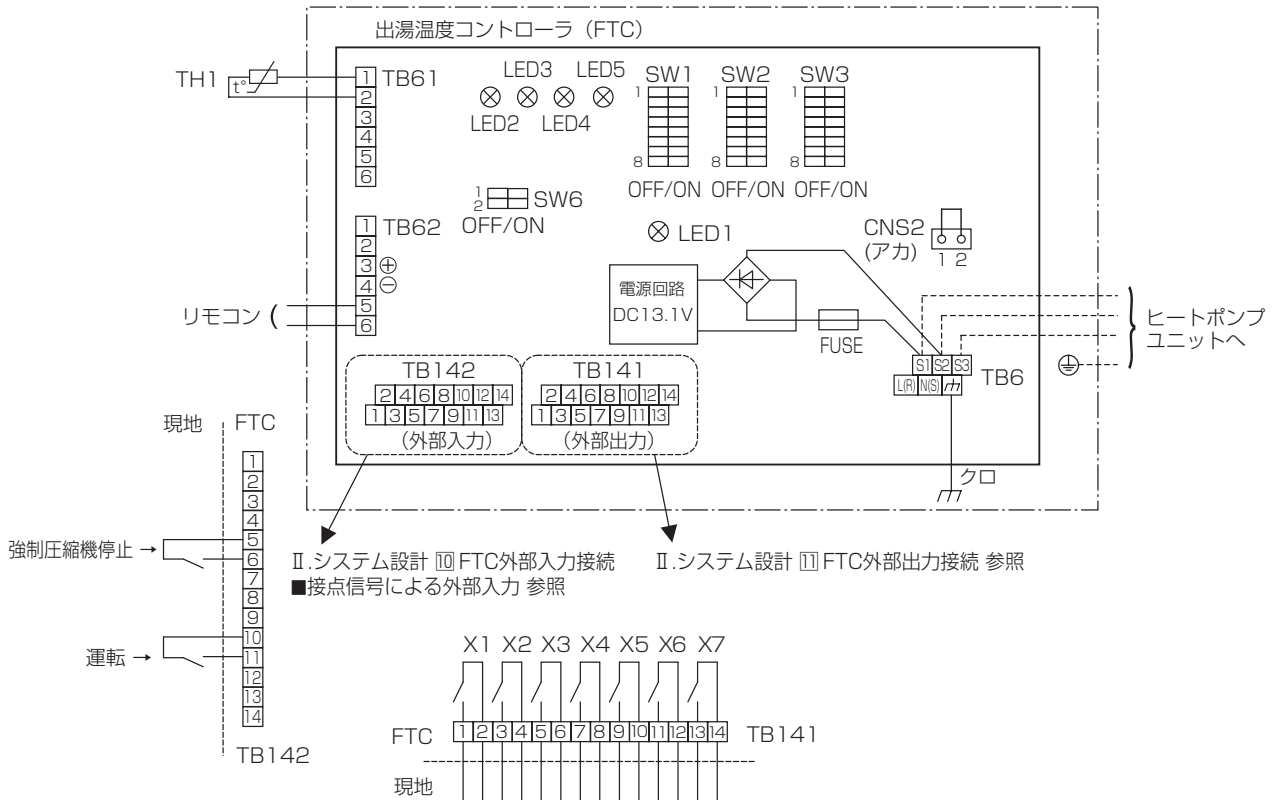 出湯温度コントローラ（FTC）
TH1
t°
1
2
3
4
5
6
TB61
LED3 LED5
LED2 LED4
SW1 SW2 SW3
1 1 1
8 8 8
OFF/ON OFF/ON OFF/ON
1
2
SW6
OFF/ON
1
2
3 ⊕
4 ⊖
5
6
TB62
リモコン
LED1
CNS2
(アカ)
1 2
電源回路
DC13.1V
FUSE
S1 S2 S3
L(R) N(S)
TB6
ヒートポンプ
ユニットへ
クロ
TB142
2 4 6 8 10 12 14
1 3 5 7 9 11 13
（外部入力）
TB141
2 4 6 8 10 12 14
1 3 5 7 9 11 13
（外部出力）
現地 FTC
1
2
3
4
5
6
7
8
9
10
11
12
13
14
TB142
強制圧縮機停止→
運転→
Ⅱ.システム設計 10 FTC外部入力接続
■接点信号による外部入力 参照
Ⅱ.システム設計 11 FTC外部出力接続 参照
X1 X2 X3 X4 X5 X6 X7
FTC 1 2 3 4 5 6 7 8 9 10 11 12 13 14 TB141
現地